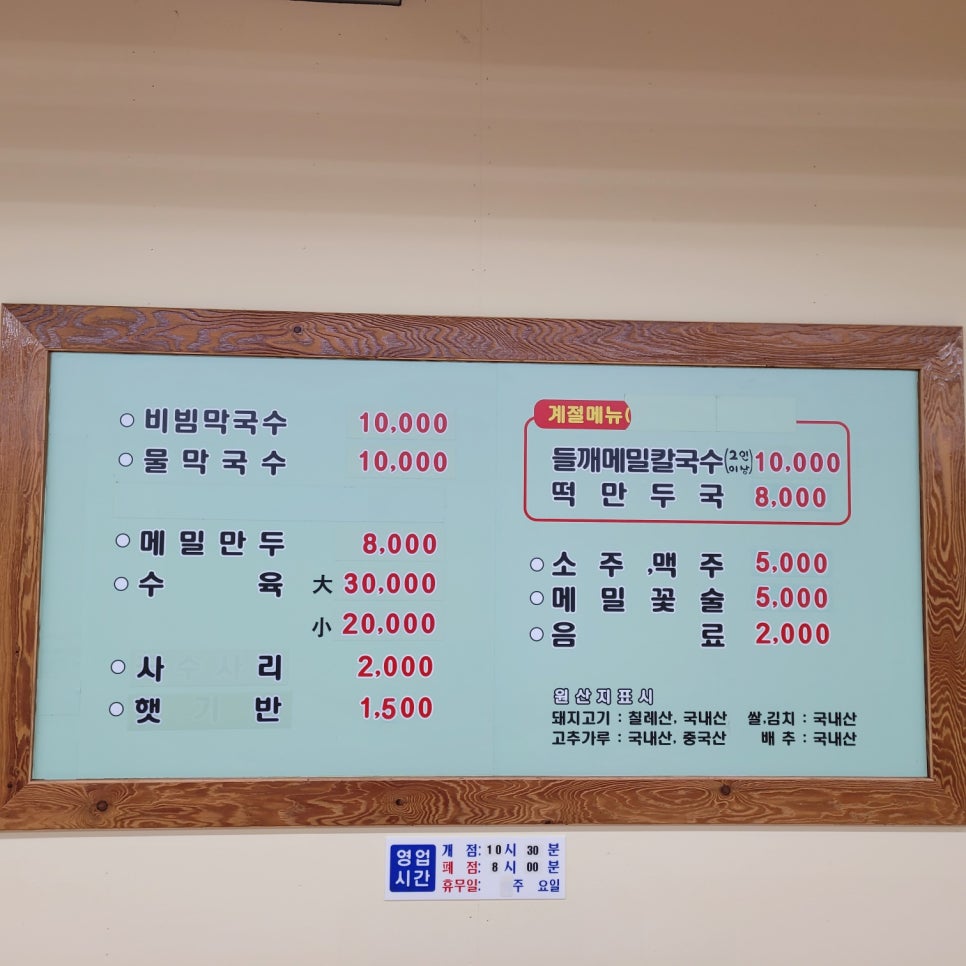 비빔막국수 10,000
물막국수 10,000
메밀만두 8,000
수육 大 30,000
小 20,000
사리 2,000
햇반 1,500
계절메뉴(
들깨메밀칼국수(2인이상) 10,000
떡만두국 8,000
소주,맥주 5,000
메밀꽃술 5,000
음료 2,000
원산지표시
돼지고기 : 칠레산, 국내산 쌀,김치 : 국내산
고추가루 : 국내산, 중국산 배추 : 국내산
영업시간
개점: 10시 30분
폐점: 8시 00분
휴무일: 주 요일